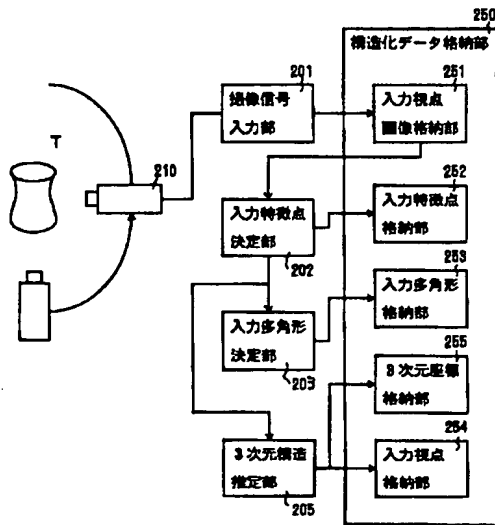 250
構造化データ格納部
201
撮像信号
入力部
251
入力視点
画像格納部
T
210
252
入力特徴点
決定部
202
入力特徴点
格納部
253
入力多角形
決定部
203
入力多角形
格納部
255
3次元座標
格納部
254
3次元構造
推定部
205
入力視点
格納部